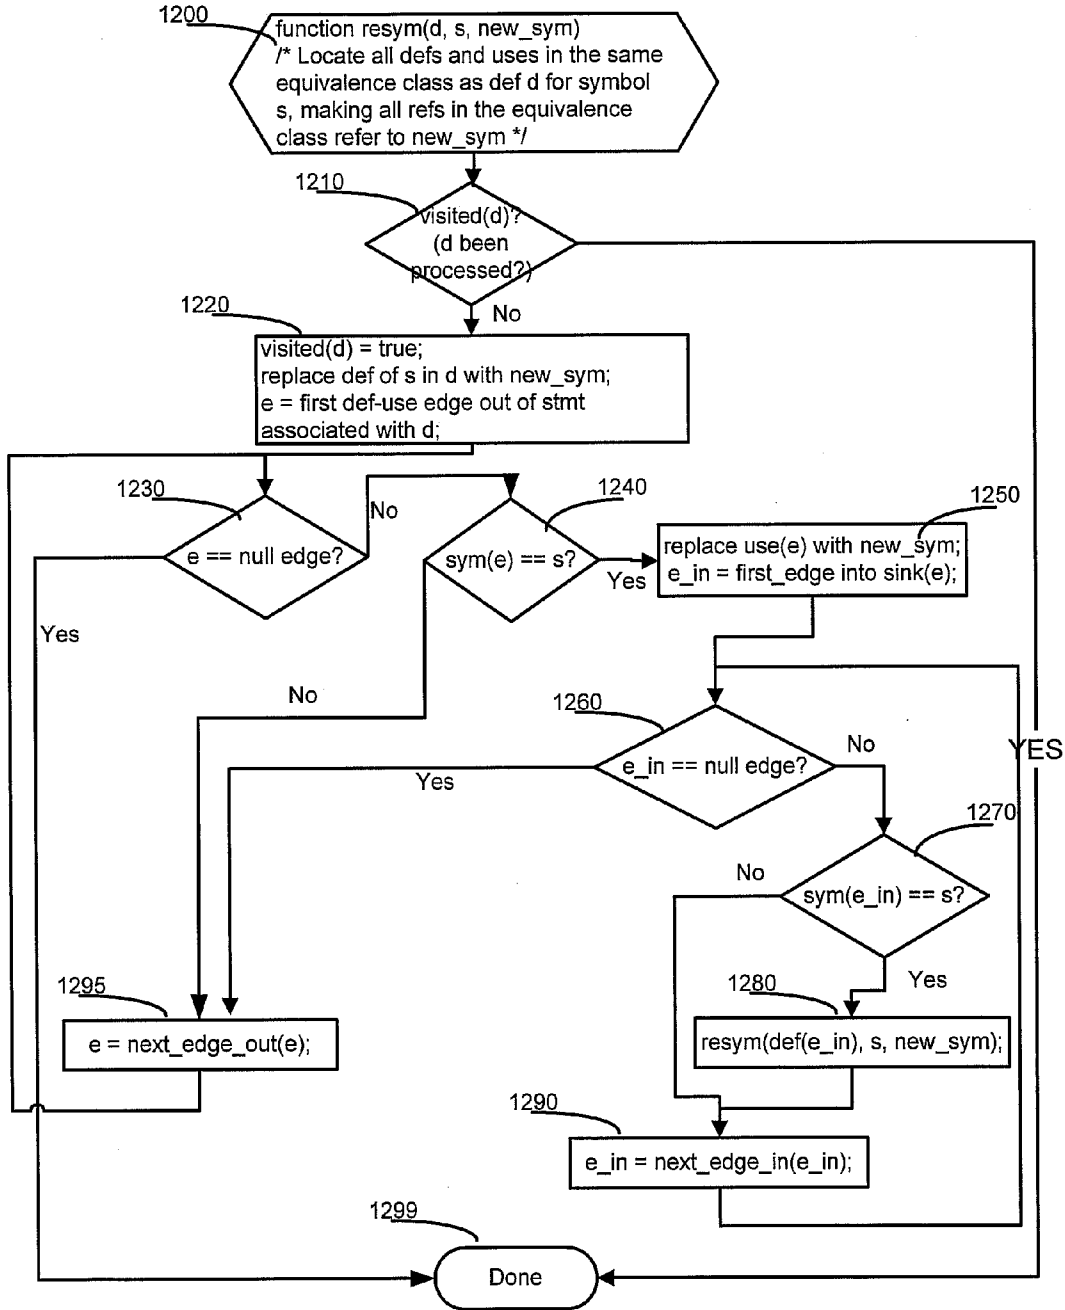 1200
function resym(d, s, new_sym)
/* Locate all defs and uses in the same
equivalence class as def d for symbol
s, making all refs in the equivalence
class refer to new_sym */
1210
visited(d)?
(d been
processed?)
No
1220
visited(d) = true;
replace def of s in d with new_sym;
e = first def-use edge out of stmt
associated with d;
1230
e == null edge?
No
1240
sym(e) == s?
Yes
1250
replace use(e) with new_sym;
e_in = first_edge into sink(e);
Yes
No
1260
e_in == null edge?
No
YES
Yes
1270
sym(e_in) == s?
No
Yes
1280
resym(def(e_in), s, new_sym);
1295
e = next_edge_out(e);
1290
e_in = next_edge_in(e_in);
1299
Done